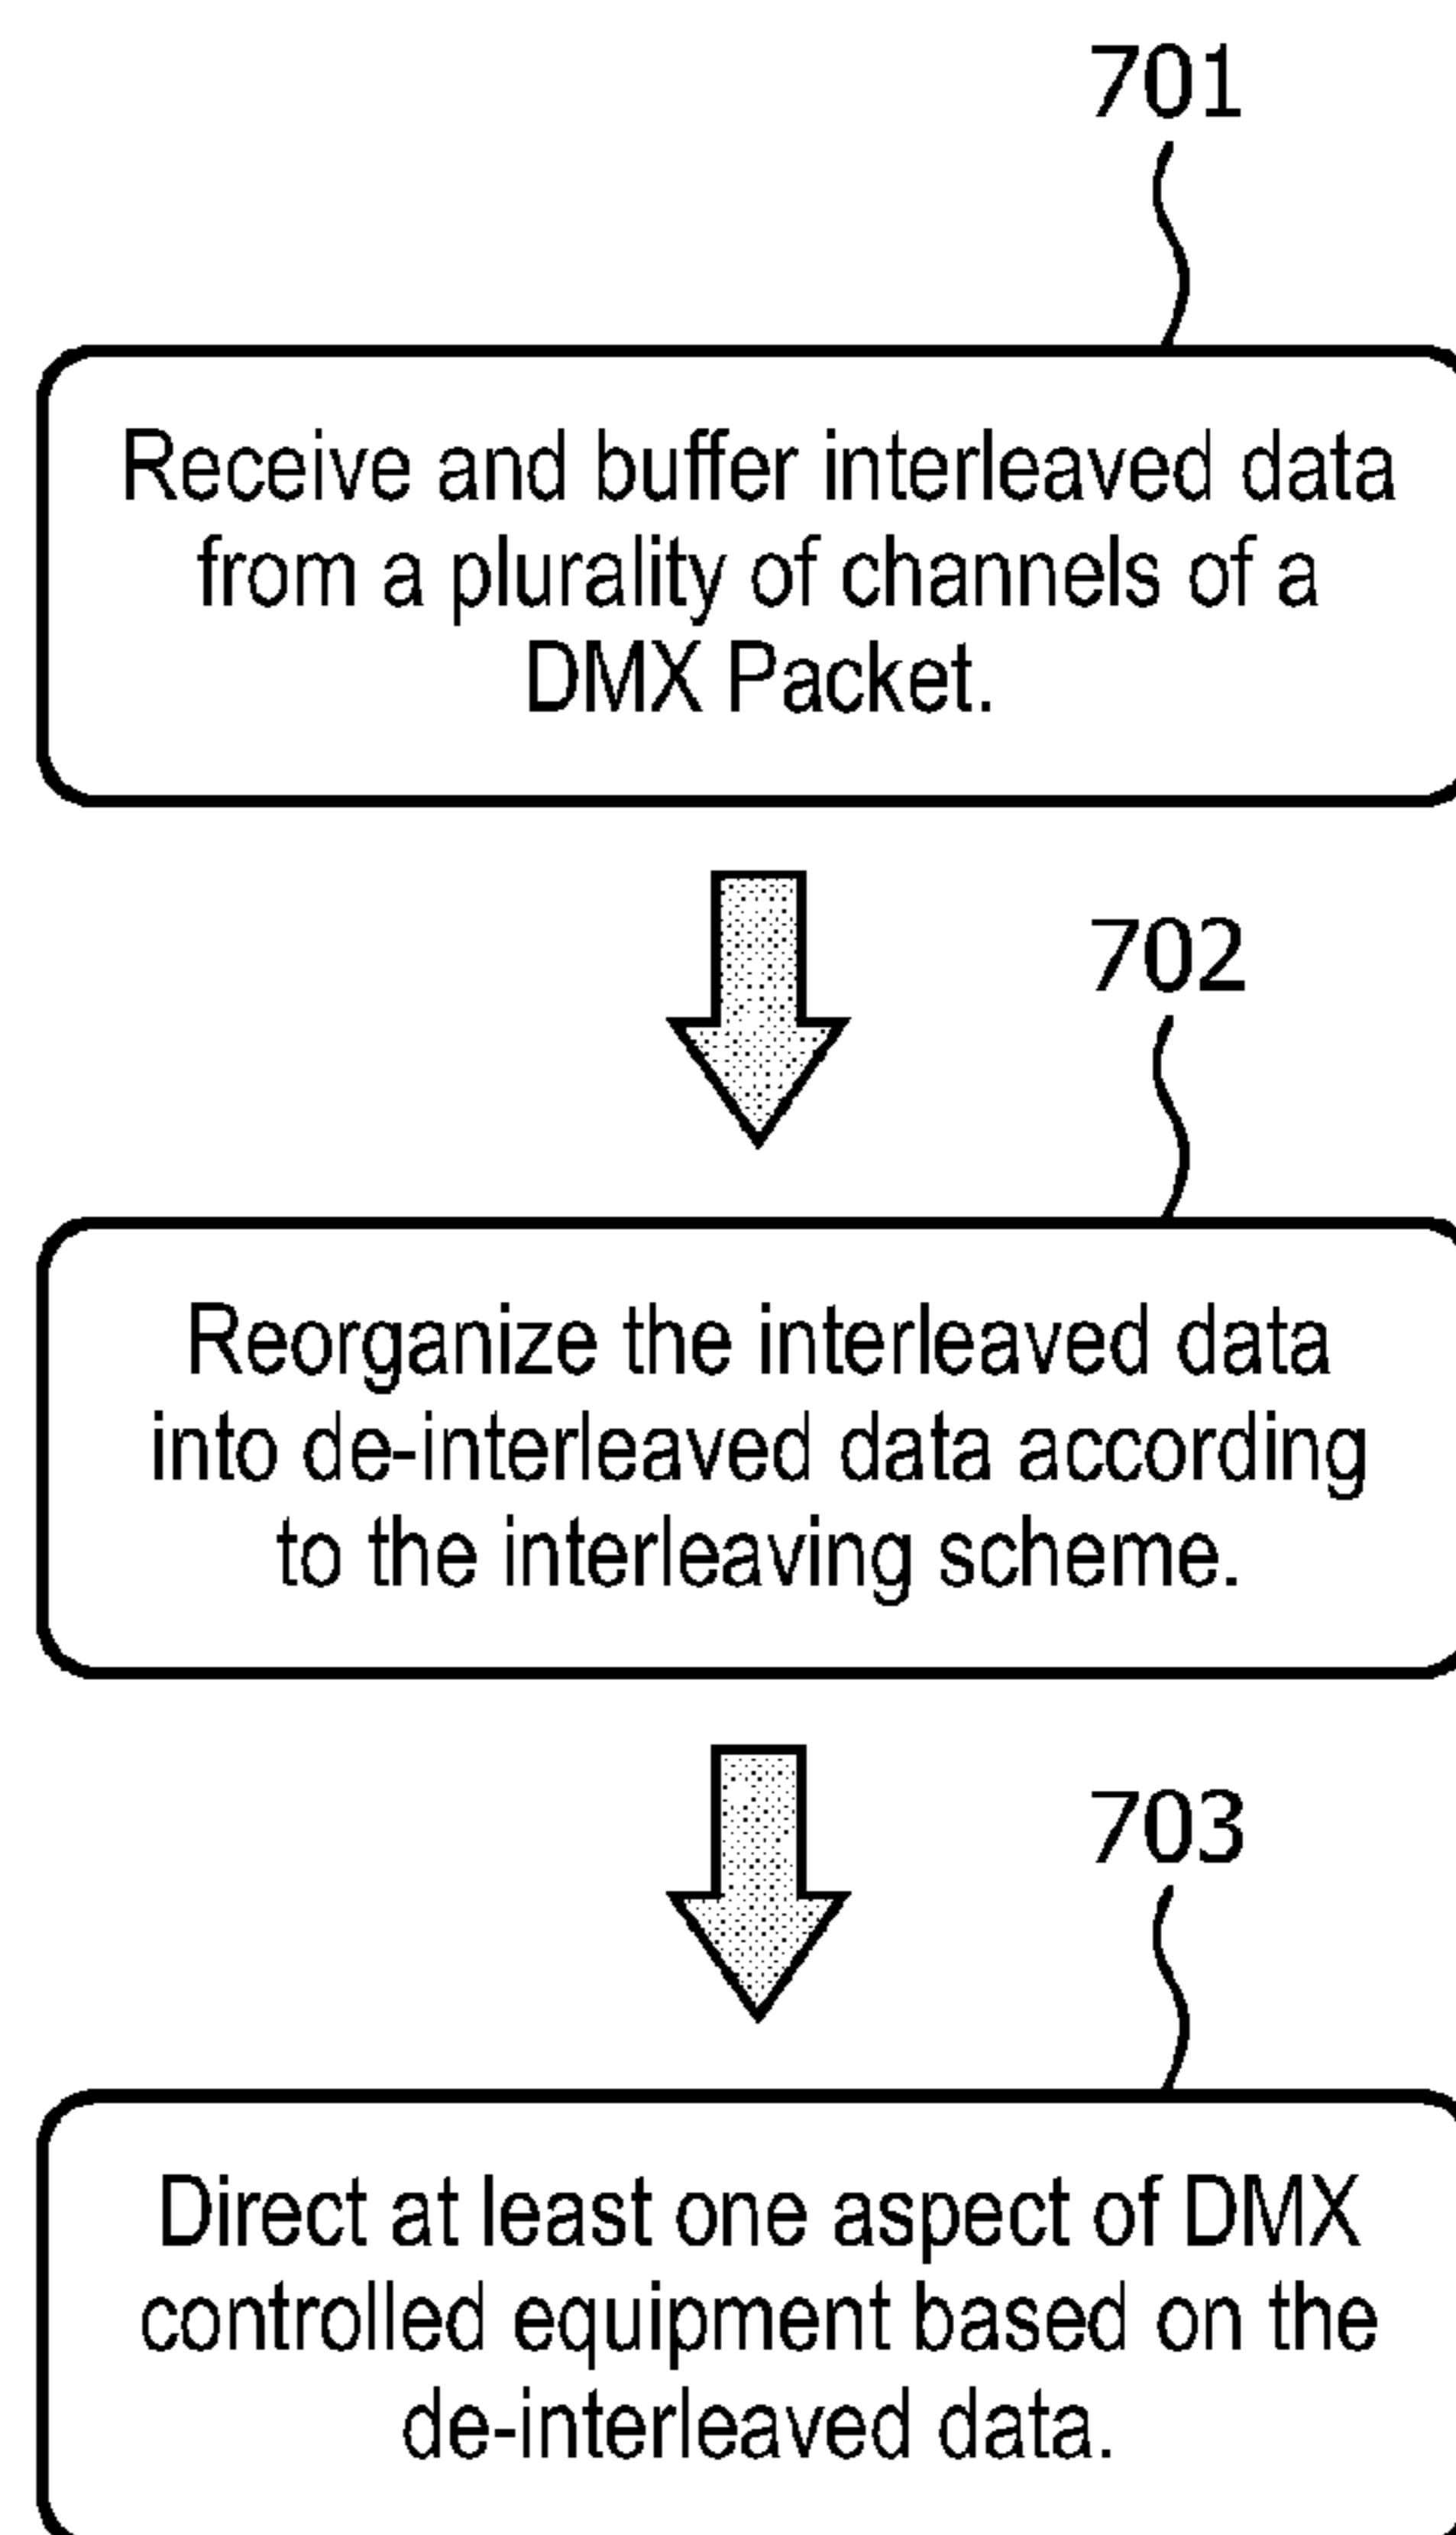 701
Receive and buffer interleaved data
from a plurality of channels of a
DMX Packet.
702
Reorganize the interleaved data
into de-interleaved data according
to the interleaving scheme.
703
Direct at least one aspect of DMX
controlled equipment based on the
de-interleaved data.